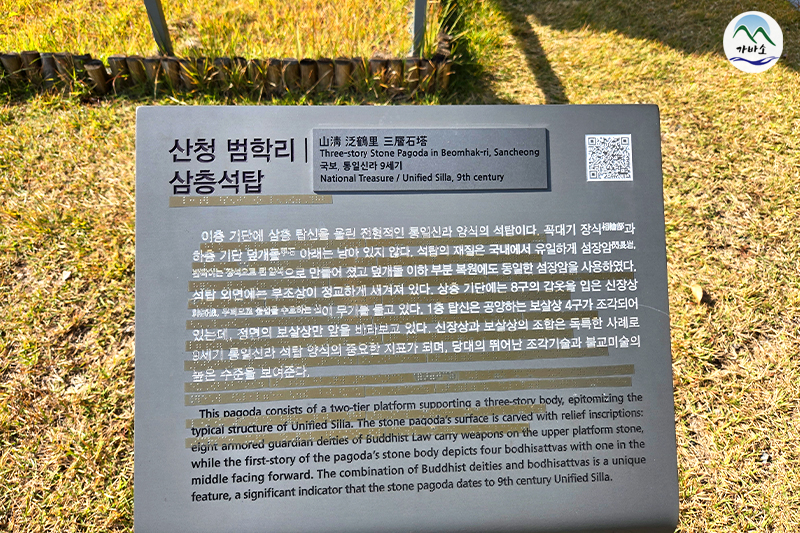 가바소
산청 범학리
삼층석탑
山淸 泛鶴里 三層石塔
Three-story Stone Pagoda in Beomhak-ri, Sancheong
국보, 통일신라 9세기
National Treasure / Unified Silla, 9th century
이층 기단에 삼층 탑신을 올린 전형적인 통일신라 양식의 석탑이다. 꼭대기 장식相輪部과
하층 기단 덮개돌 아래는 남아 있지 않다. 석탑의 재질은 국내에서 유일하게 섬장암閃長岩,
으로 만들어 졌고 덮개돌 이하 부분 복원에도 동일한 섬장암을 사용하였다.
석탑 외면에는 부조상이 정교하게 새겨져 있다. 상층 기단에는 8구의 갑옷을 입은 신장상
이 무기를 들고 있다. 1층 탑신은 공양하는 보살상 4구가 조각되어
있는데, 정면의 보살상만 앞을 바라보고 있다. 신장상과 보살상의 조합은 독특한 사례로
9세기 통일신라 석탑 양식의 중요한 지표가 되며, 당대의 뛰어난 조각기술과 불교미술의
높은 수준을 보여준다.
This pagoda consists of a two-tier platform supporting a three-story body, epitomizing the
typical structure of Unified Silla. The stone pagoda's surface is carved with relief inscriptions:
eight armored guardian deities of Buddhist Law carry weapons on the upper platform stone,
while the first-story of the pagoda's stone body depicts four bodhisattvas with one in the
middle facing forward. The combination of Buddhist deities and bodhisattvas is a unique
feature, a significant indicator that the stone pagoda dates to 9th century Unified Silla.